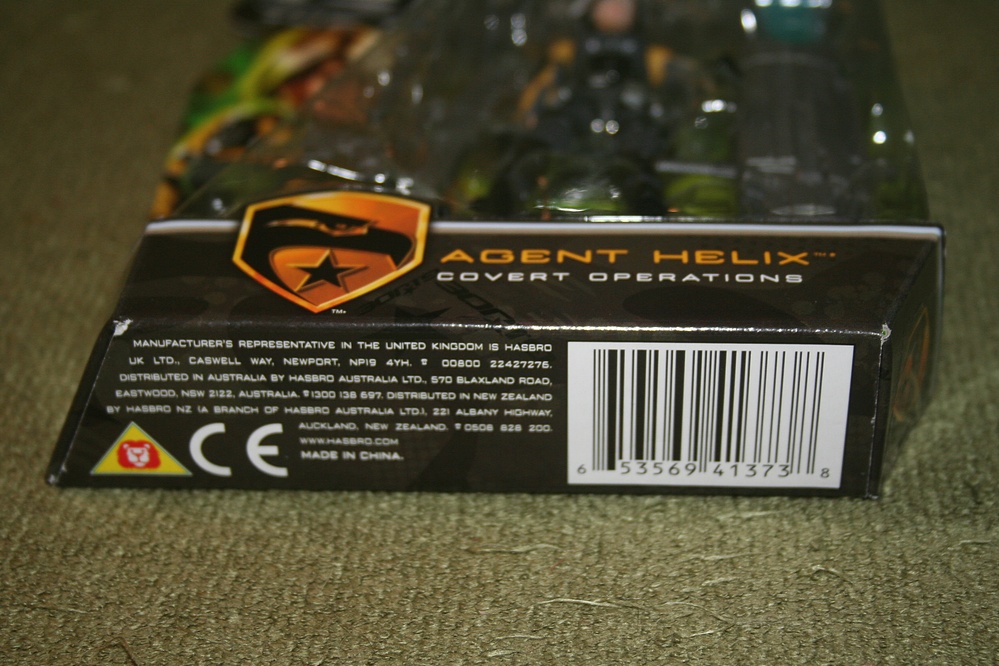 AGENT HELIX™*
COVERT OPERATIONS
TM*
MANUFACTURER'S REPRESENTATIVE IN THE UNITED KINGDOM IS HASBRO
UK LTD., CASWELL WAY, NEWPORT, NP19 4YH. ☎ 00800 22427276.
DISTRIBUTED IN AUSTRALIA BY HASBRO AUSTRALIA LTD., 570 BLAXLAND ROAD,
EASTWOOD, NSW 2122, AUSTRALIA. ☎ 1300 138 697. DISTRIBUTED IN NEW ZEALAND
BY HASBRO NZ (A BRANCH OF HASBRO AUSTRALIA LTD.), 221 ALBANY HIGHWAY,
AUCKLAND, NEW ZEALAND. ☎ 0508 828 200.
WWW.HASBRO.COM
MADE IN CHINA.
CE
6 53569 41373 8